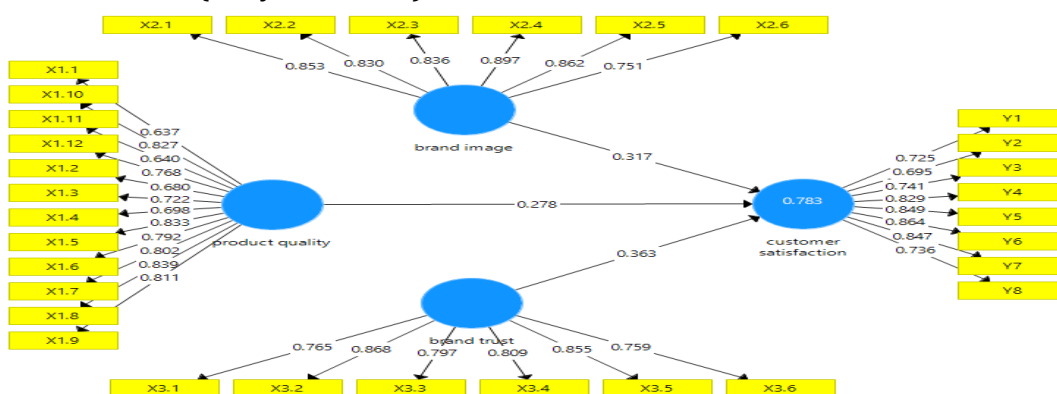 X2.1 X2.2 X2.3 X2.4 X2.5 X2.6
0.853 0.830 0.836 0.897 0.862 0.751
brand image
X1.1
X1.10
X1.11
X1.12
X1.2
X1.3
X1.4
X1.5
X1.6
X1.7
X1.8
X1.9
0.637
0.827
0.640
0.768
0.680
0.722
0.698
0.833
0.792
0.802
0.839
0.811
product quality
0.317
0.278
0.363
0.783
customer
satisfaction
0.725
0.695
0.741
0.829
0.849
0.864
0.847
0.736
Y1
Y2
Y3
Y4
Y5
Y6
Y7
Y8
brand trust
0.765 0.868 0.797 0.809 0.855 0.759
X3.1 X3.2 X3.3 X3.4 X3.5 X3.6